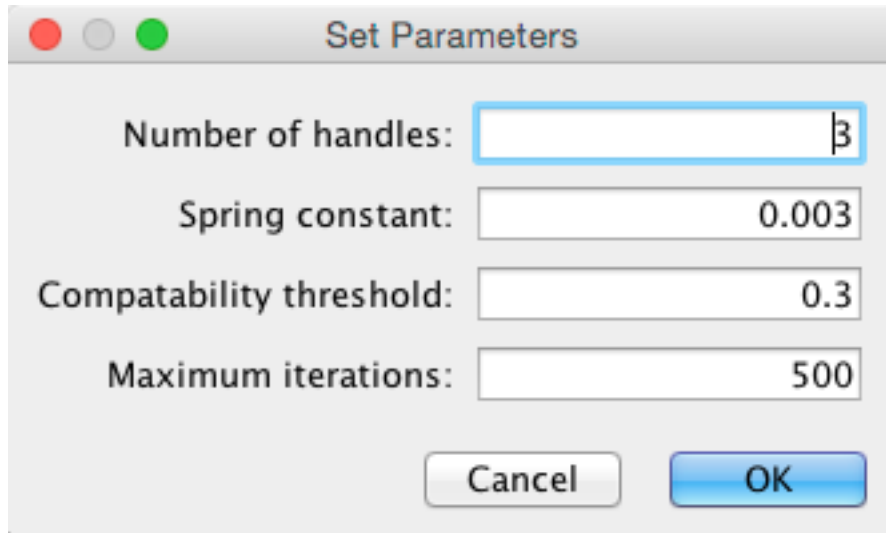 Set Parameters
Number of handles: 3
Spring constant: 0.003
Compatability threshold: 0.3
Maximum iterations: 500
Cancel OK